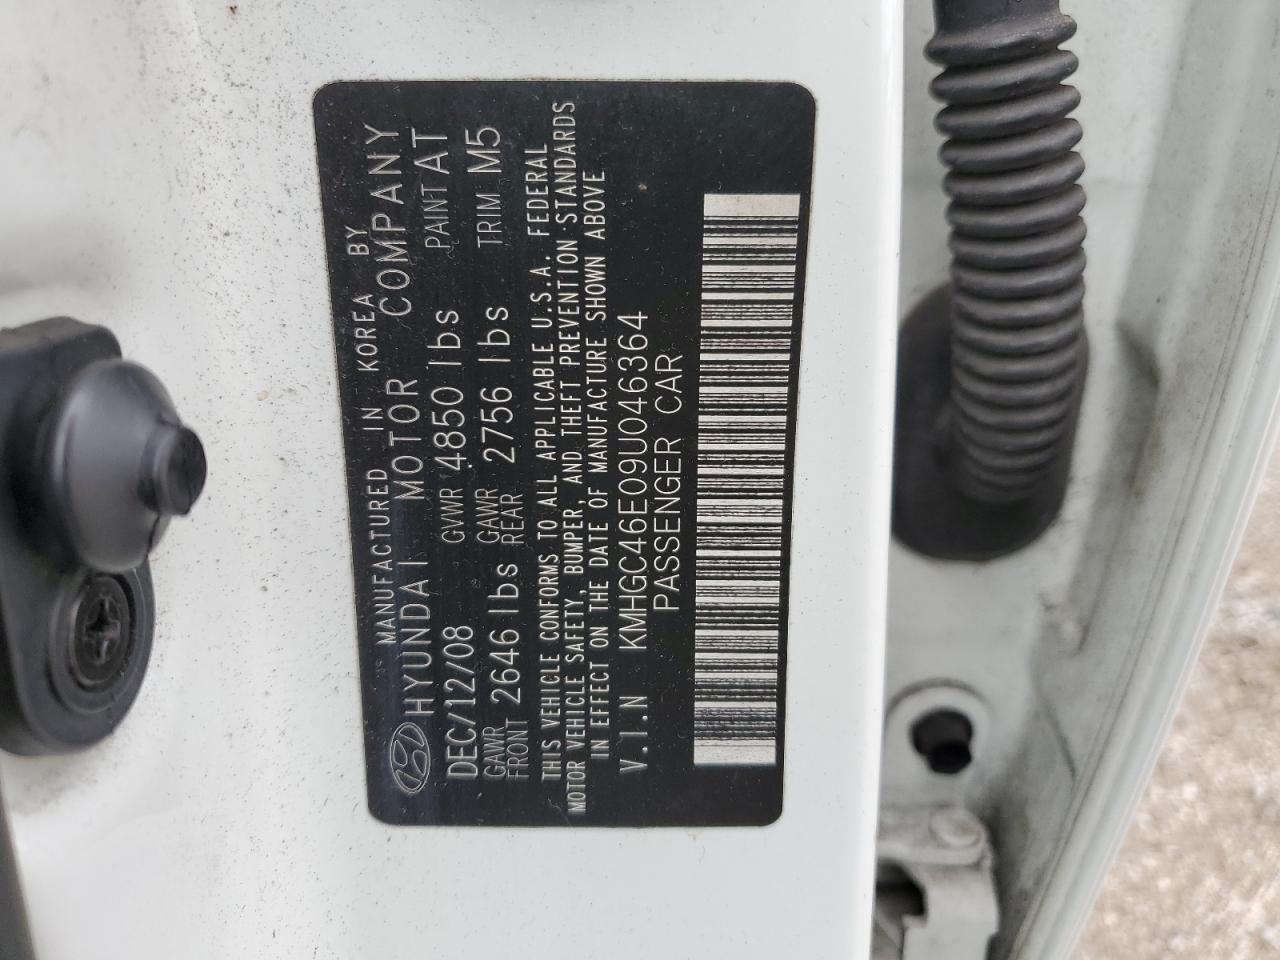 MANUFACTURED IN KOREA BY
HYUNDAI MOTOR COMPANY
DEC/12/08 GVWR 4850 lbs PAINT AT
GAWR FRONT 2646 lbs GAWR REAR 2756 lbs TRIM M5
THIS VEHICLE CONFORMS TO ALL APPLICABLE U.S.A. FEDERAL
MOTOR VEHICLE SAFETY, BUMPER, AND THEFT PREVENTION STANDARDS
IN EFFECT ON THE DATE OF MANUFACTURE SHOWN ABOVE
V.I.N KMHGC46E09U046364
PASSENGER CAR